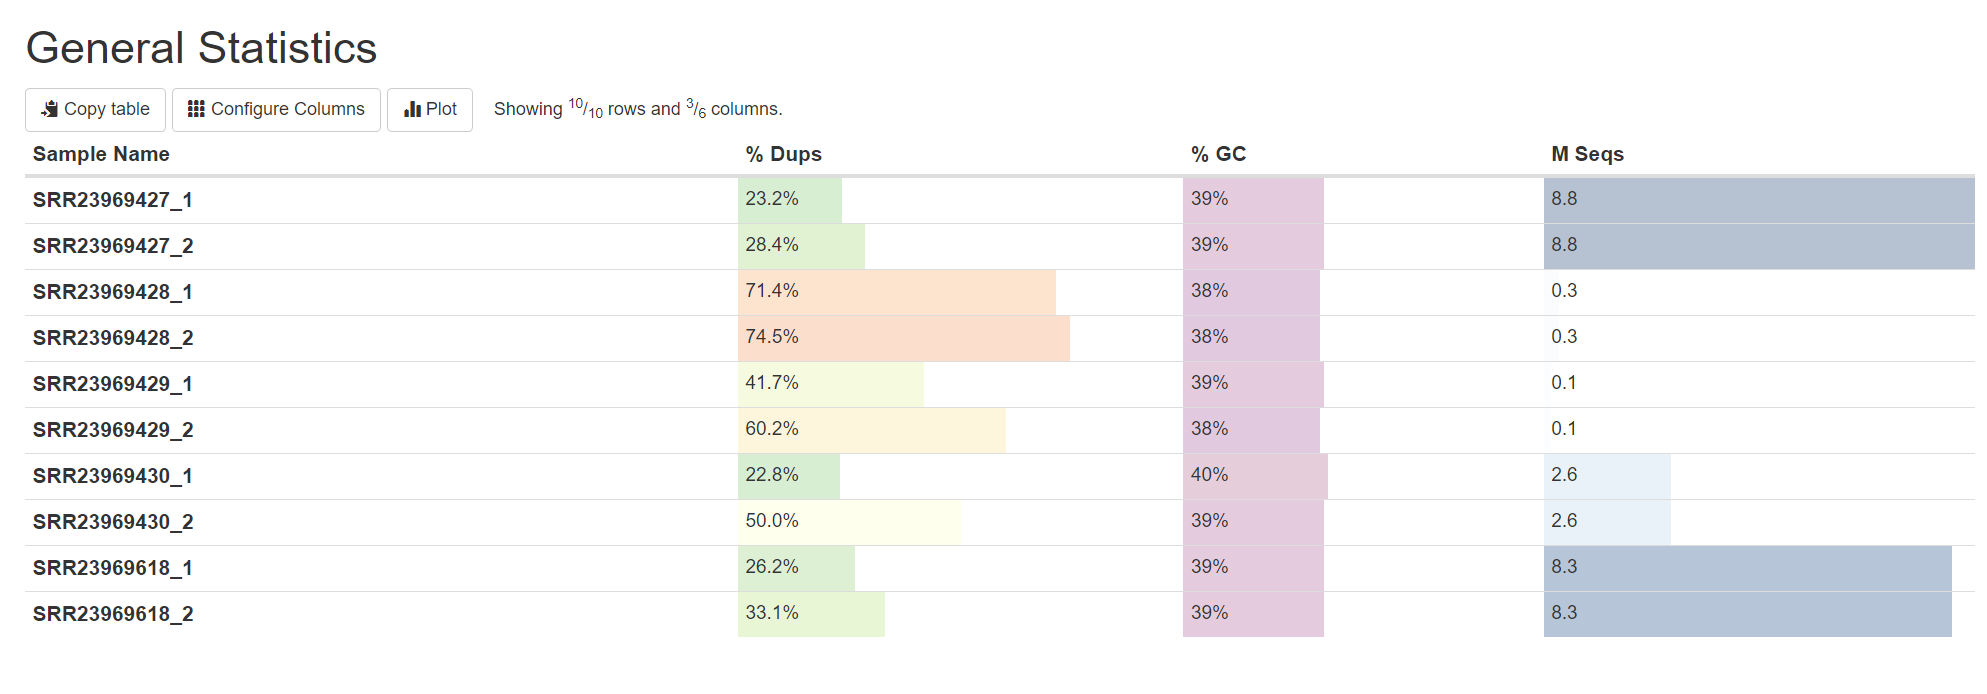 General Statistics
Copy table Configure Columns Plot Showing 10/10 rows and 3/6 columns.
Sample Name % Dups % GC M Seqs
SRR23969427_1 23.2% 39% 8.8
SRR23969427_2 28.4% 39% 8.8
SRR23969428_1 71.4% 38% 0.3
SRR23969428_2 74.5% 38% 0.3
SRR23969429_1 41.7% 39% 0.1
SRR23969429_2 60.2% 38% 0.1
SRR23969430_1 22.8% 40% 2.6
SRR23969430_2 50.0% 39% 2.6
SRR23969618_1 26.2% 39% 8.3
SRR23969618_2 33.1% 39% 8.3